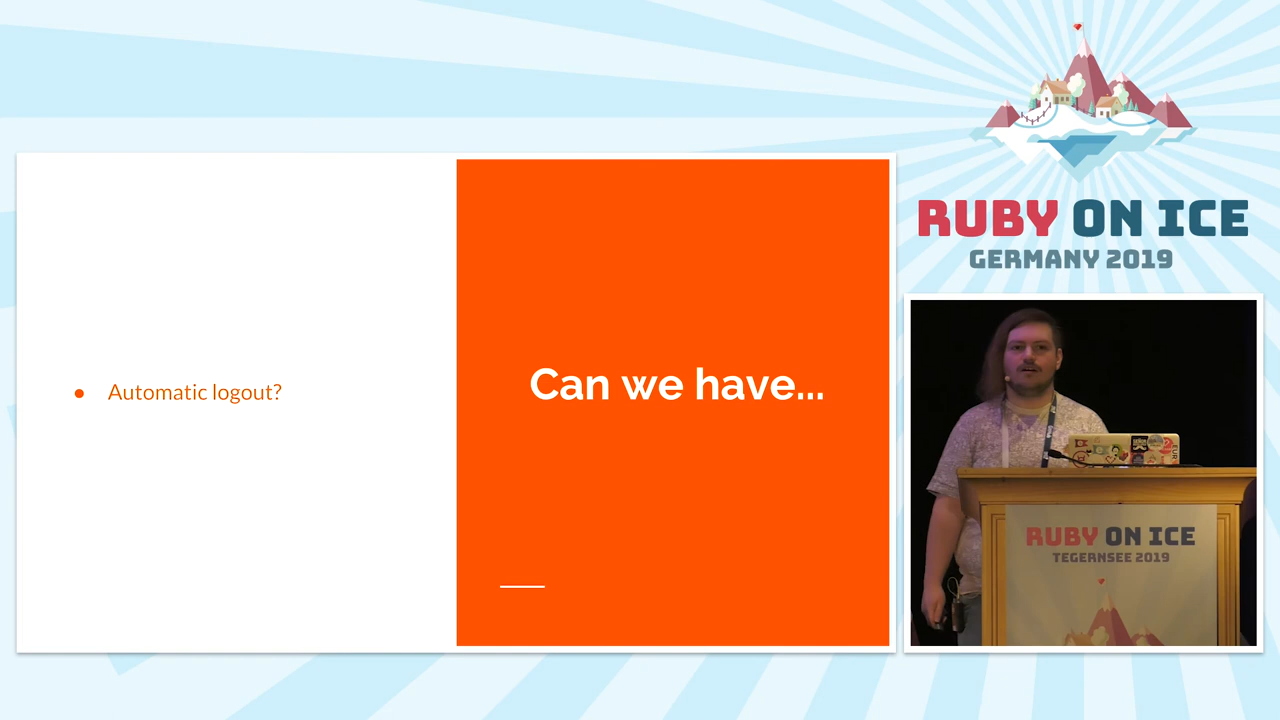 ● Automatic logout?
Can we have...
RUBY ON ICE
GERMANY 2019
RUBY ON ICE
TEGERNSEE 2019